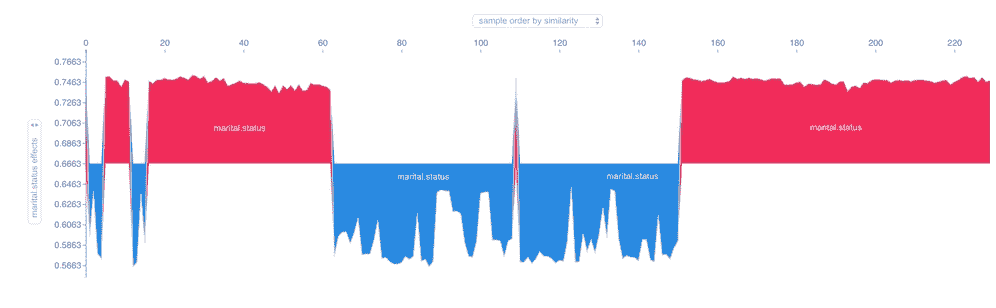 sample order by similarity
0 20 40 60 80 100 120 140 160 180 200 220
0.7663
0.7463
0.7263
0.7063
0.6863
0.6663
0.6463
0.6263
0.6063
0.5863
0.5663
marital.status effects
marital.status
marital.status
marital.status
marital.status